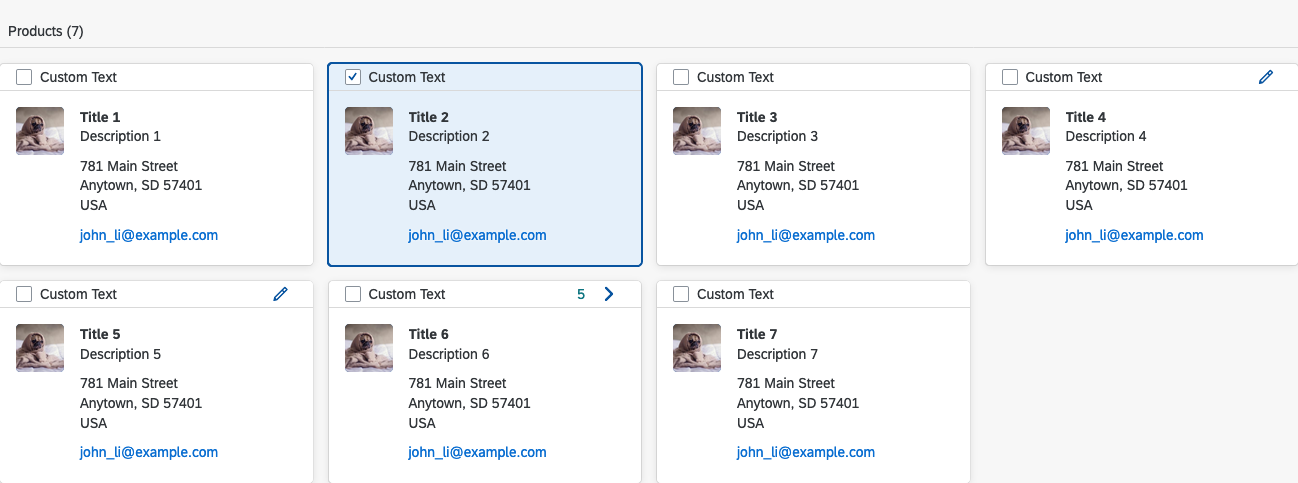 Products (7)
Custom Text
Title 1
Description 1
781 Main Street
Anytown, SD 57401
USA
john_li@example.com
Custom Text
Title 2
Description 2
781 Main Street
Anytown, SD 57401
USA
john_li@example.com
Custom Text
Title 3
Description 3
781 Main Street
Anytown, SD 57401
USA
john_li@example.com
Custom Text
Title 4
Description 4
781 Main Street
Anytown, SD 57401
USA
john_li@example.com
Custom Text
Title 5
Description 5
781 Main Street
Anytown, SD 57401
USA
john_li@example.com
Custom Text 5
Title 6
Description 6
781 Main Street
Anytown, SD 57401
USA
john_li@example.com
Custom Text
Title 7
Description 7
781 Main Street
Anytown, SD 57401
USA
john_li@example.com